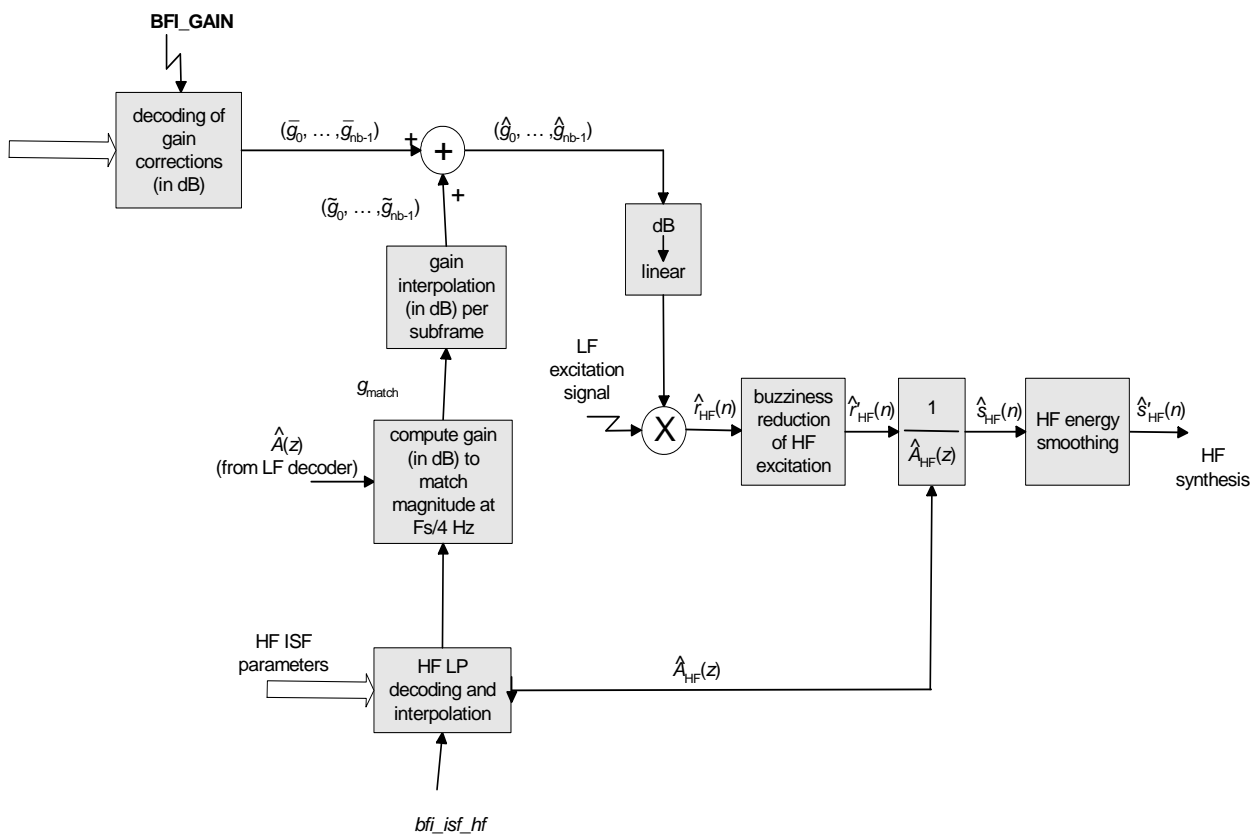 BFI_GAIN
decoding of
gain
corrections
(in dB)
(g̅₀, … ,g̅nb-1)
+
+
(ĝ₀, … ,ĝnb-1)
+
(g̃₀, … ,g̃nb-1)
dB
linear
gain
interpolation
(in dB) per
subframe
LF
excitation
signal
gmatch
X
r̂HF(n)
buzziness
reduction
of HF
excitation
r̂'HF(n)
1
ÂHF(z)
ŝHF(n)
HF energy
smoothing
ŝ'HF(n)
HF
synthesis
Â(z)
(from LF decoder)
compute gain
(in dB) to
match
magnitude at
Fs/4 Hz
HF ISF
parameters
HF LP
decoding and
interpolation
ÂHF(z)
bfi_isf_hf